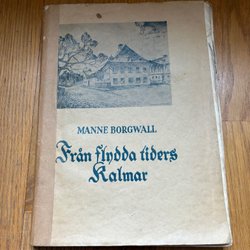 MANNE BORGWALL
Från flydda tiders
Kalmar